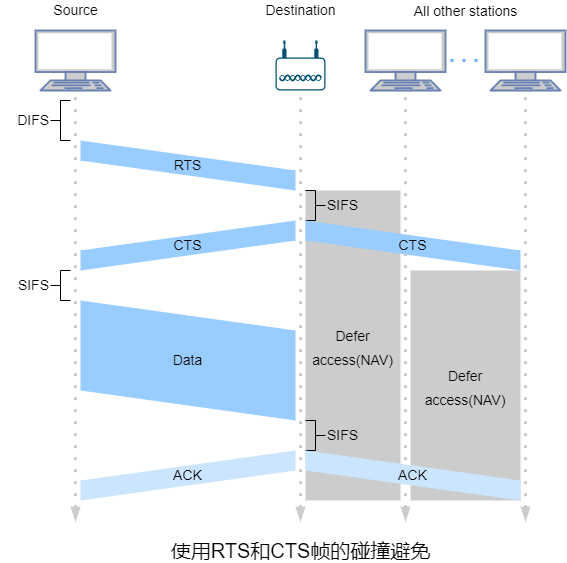 Source
Destination
All other stations
DIFS
RTS
SIFS
CTS
CTS
SIFS
Data
Defer
access(NAV)
Defer
access(NAV)
SIFS
ACK
ACK
使用RTS和CTS帧的碰撞避免